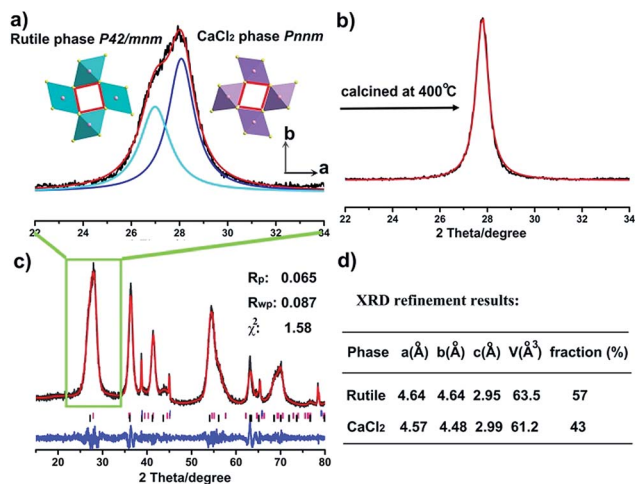 a)
Rutile phase P42/mnm
CaCl2 phase Pnnm
b
a
22 24 26 28 30 32 34
b)
calcined at 400℃
22 24 26 28 30 32 34
2 Theta/degree
c)
Rp: 0.065
Rwp: 0.087
χ²: 1.58
20 30 40 50 60 70 80
2 Theta/degree
d)
XRD refinement results:
Phase a(Å) b(Å) c(Å) V(Å³) fraction (%)
Rutile 4.64 4.64 2.95 63.5 57
CaCl2 4.57 4.48 2.99 61.2 43